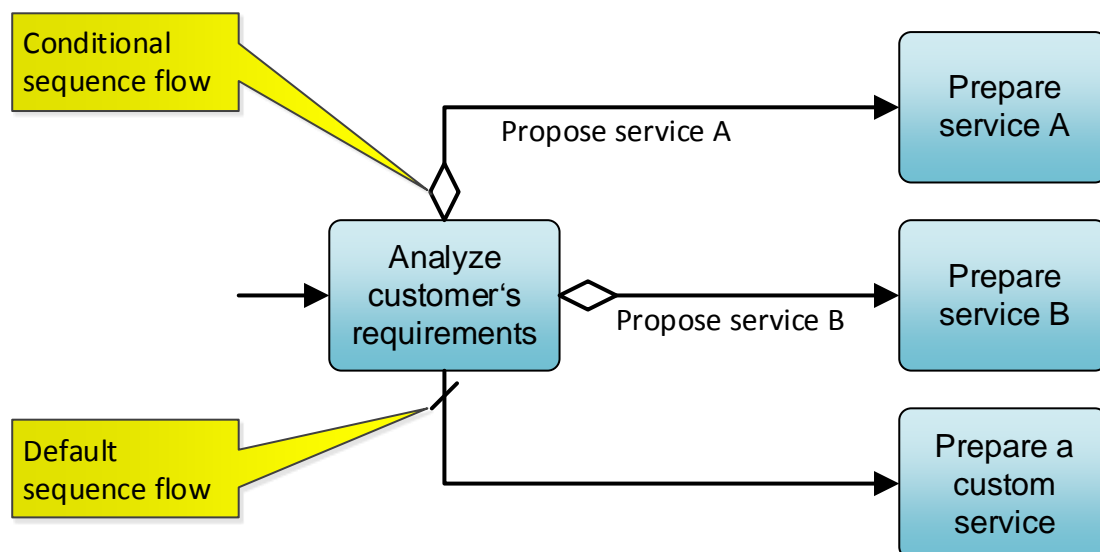 Conditional
sequence flow
Propose service A
Prepare
service A
Analyze
customer‘s
requirements
Propose service B
Prepare
service B
Default
sequence flow
Prepare a
custom
service